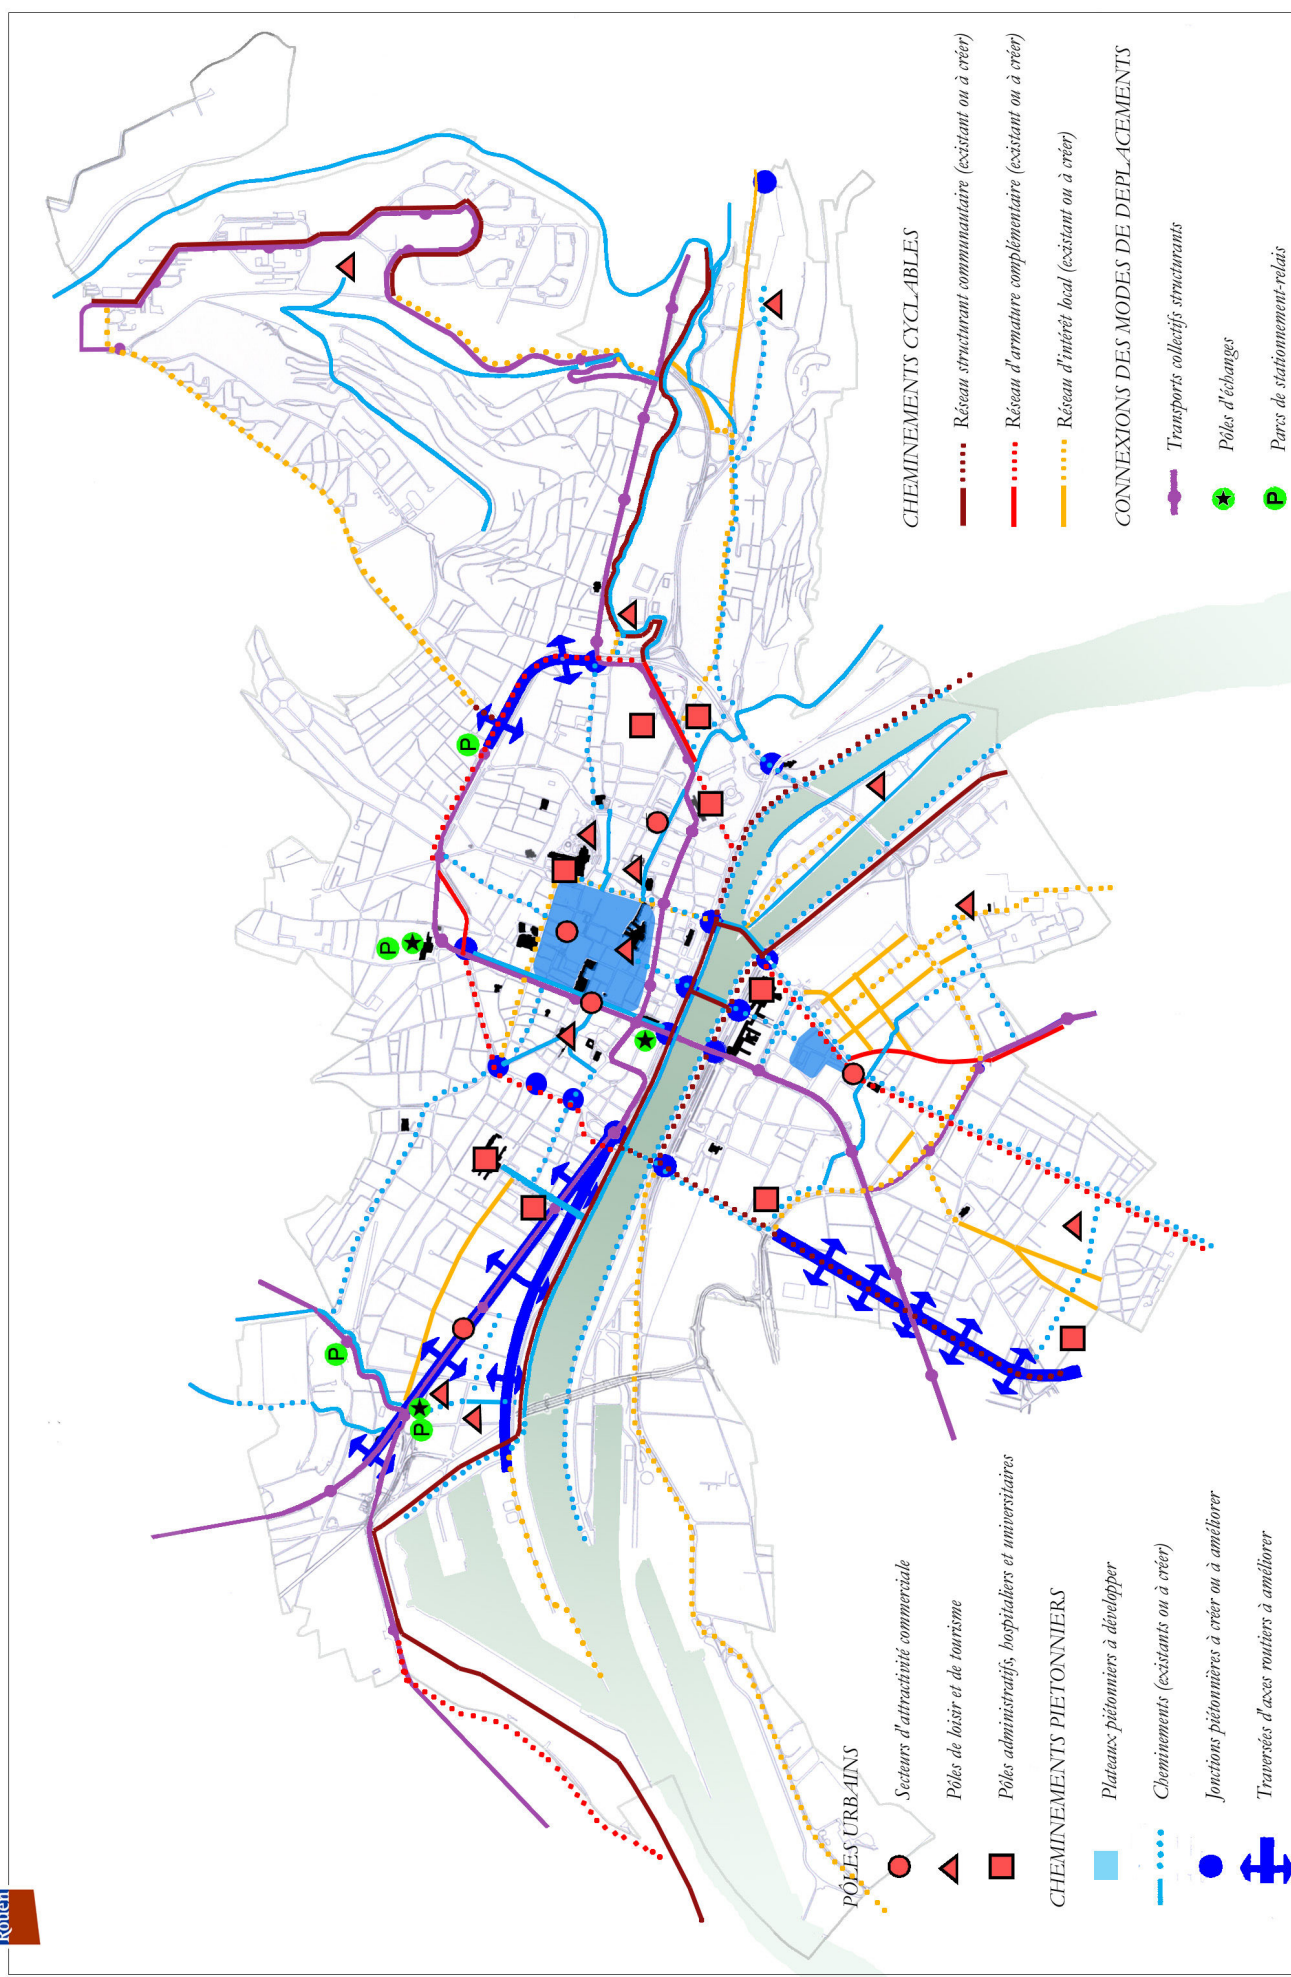 Rouen
PÔLES URBAINS
Secteurs d'attractivité commerciale
Pôles de loisir et de tourisme
Pôles administratifs, hospitaliers et universitaires
CHEMINEMENTS PIETONNIERS
Plateaux piétonniers à développer
Cheminements (existants ou à créer)
Jonctions piétonnières à créer ou à améliorer
Traversées d'axes routiers à améliorer
CHEMINEMENTS CYCLABLES
Réseau structurant communautaire (existant ou à créer)
Réseau d'armature complémentaire (existant ou à créer)
Réseau d'intérêt local (existant ou à créer)
CONNEXIONS DES MODES DE DEPLACEMENTS
Transports collectifs structurants
Pôles d'échanges
P Parcs de stationnement-relais
P
P
P
P